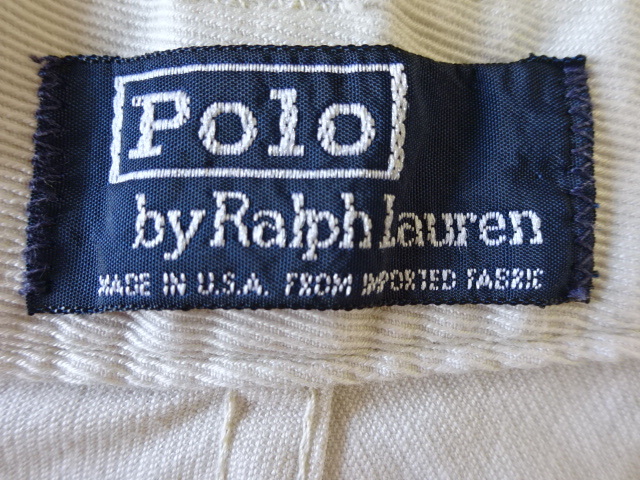 Polo
by Ralph Lauren
MADE IN U.S.A. FROM IMPORTED FABRIC